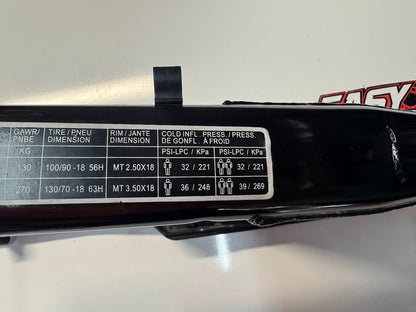 GAWR/ TIRE / PNEU RIM / JANTE COLD INFL. PRESS./ PRESS.
PNBE DIMENSION DIMENSION DE GONFL. À FROID
KG PSI-LPC / KPa PSI-LPC / KPa
130 100/90 -18 56H MT 2.50X18 32 / 221 32 / 221
270 130/70 -18 63H MT 3.50X18 36 / 248 39 / 269
EASY